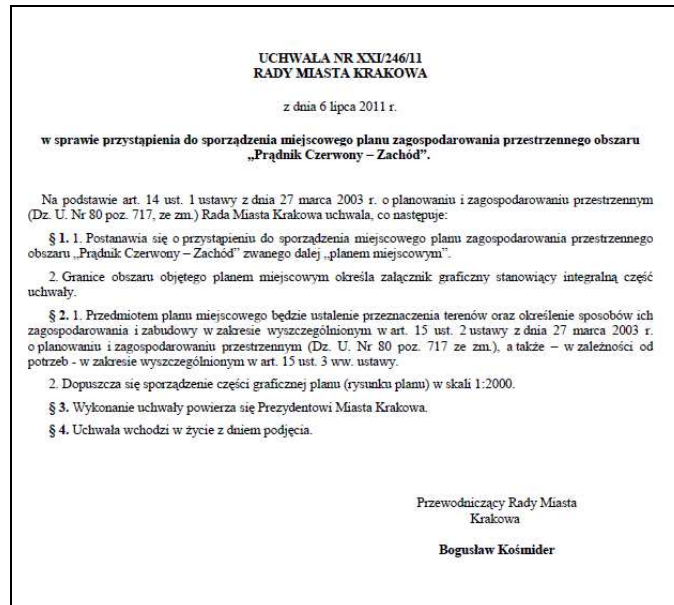 UCHWAŁA NR XXI/246/11
RADY MIASTA KRAKOWA
z dnia 6 lipca 2011 r.
w sprawie przystąpienia do sporządzenia miejscowego planu zagospodarowania przestrzennego obszaru
„Prądnik Czerwony – Zachód”.
Na podstawie art. 14 ust. 1 ustawy z dnia 27 marca 2003 r. o planowaniu i zagospodarowaniu przestrzennym
(Dz. U. Nr 80 poz. 717, ze zm.) Rada Miasta Krakowa uchwala, co następuje:
§ 1. 1. Postanawia się o przystąpieniu do sporządzenia miejscowego planu zagospodarowania przestrzennego
obszaru „Prądnik Czerwony – Zachód” zwanego dalej „planem miejscowym”.
2. Granice obszaru objętego planem miejscowym określa załącznik graficzny stanowiący integralną część
uchwały.
§ 2. 1. Przedmiotem planu miejscowego będzie ustalenie przeznaczenia terenów oraz określenie sposobów ich
zagospodarowania i zabudowy w zakresie wyszczególnionym w art. 15 ust. 2 ustawy z dnia 27 marca 2003 r.
o planowaniu i zagospodarowaniu przestrzennym (Dz. U. Nr 80 poz. 717 ze zm.), a także – w zależności od
potrzeb - w zakresie wyszczególnionym w art. 15 ust. 3 ww. ustawy.
2. Dopuszcza się sporządzenie części graficznej planu (rysunku planu) w skali 1:2000.
§ 3. Wykonanie uchwały powierza się Prezydentowi Miasta Krakowa.
§ 4. Uchwała wchodzi w życie z dniem podjęcia.
Przewodniczący Rady Miasta
Krakowa
Bogusław Kośmider